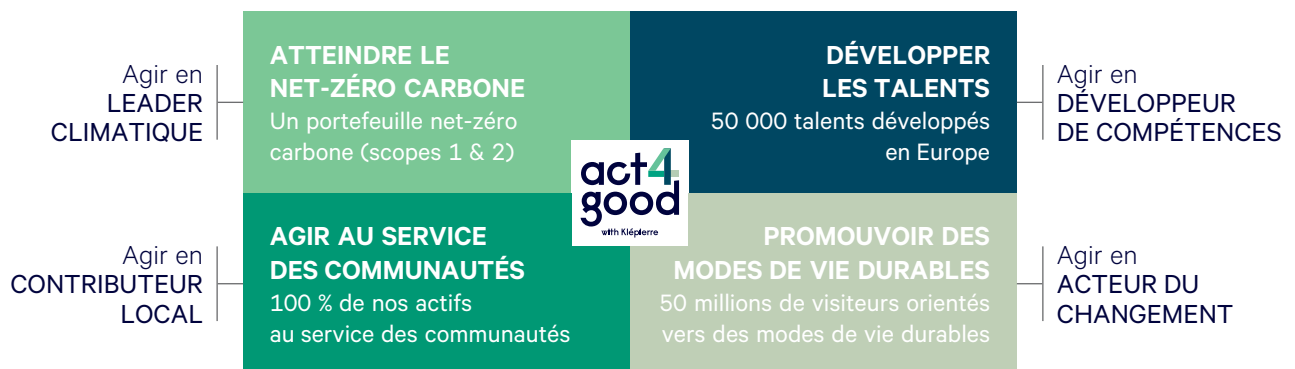 Agir en
LEADER
CLIMATIQUE
ATTEINDRE LE
NET-ZÉRO CARBONE
Un portefeuille net-zéro
carbone (scopes 1 & 2)
DÉVELOPPER
LES TALENTS
50 000 talents développés
en Europe
Agir en
DÉVELOPPEUR
DE COMPÉTENCES
act4
good
with Klépierre
Agir en
CONTRIBUTEUR
LOCAL
AGIR AU SERVICE
DES COMMUNAUTÉS
100 % de nos actifs
au service des communautés
PROMOUVOIR DES
MODES DE VIE DURABLES
50 millions de visiteurs orientés
vers des modes de vie durables
Agir en
ACTEUR DU
CHANGEMENT